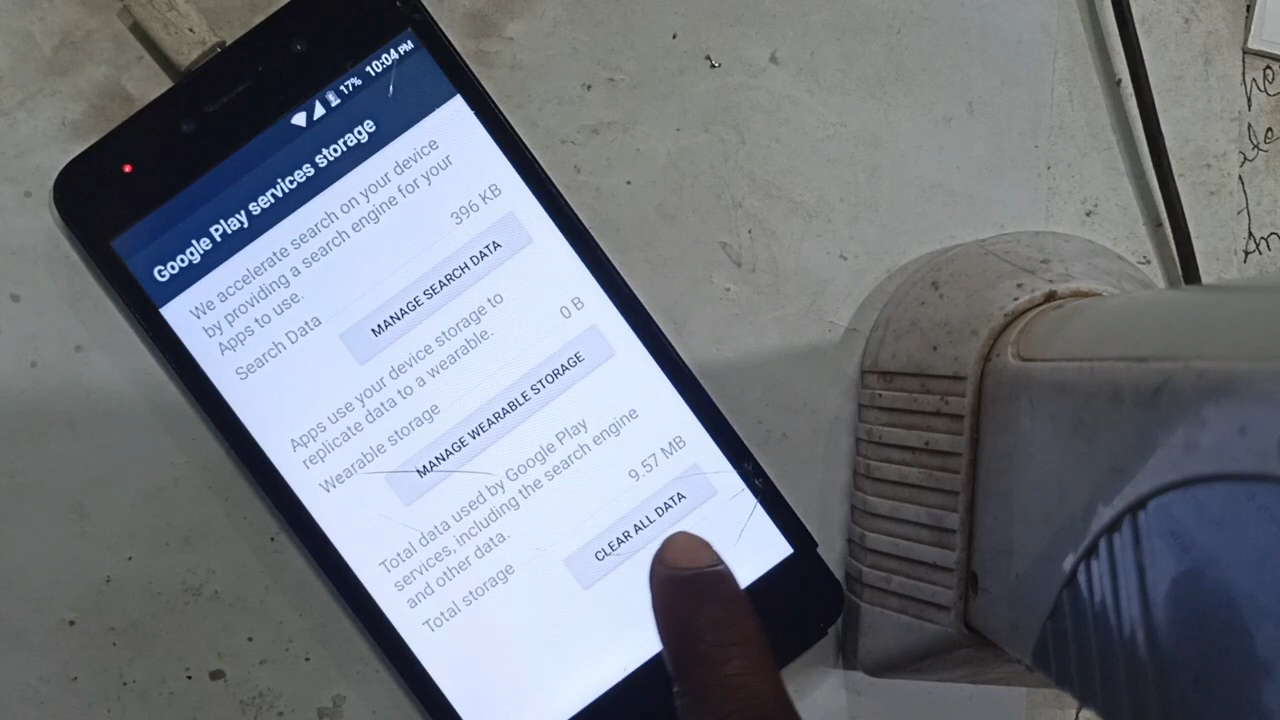 17% 10:04 PM
Google Play services storage
We accelerate search on your device
by providing a search engine for your
Apps to use.
Search Data 396 KB
MANAGE SEARCH DATA
Apps use your device storage to
replicate data to a wearable.
Wearable storage 0 B
MANAGE WEARABLE STORAGE
Total data used by Google Play
services, including the search engine
and other data.
Total storage 9.57 MB
CLEAR ALL DATA